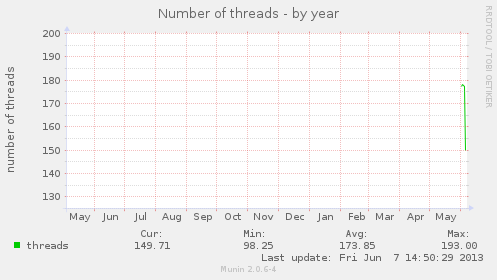 Number of threads - by year
RRDTOOL / TOBI OETIKER
number of threads
200
190
180
170
160
150
140
130
May Jun Jul Aug Sep Oct Nov Dec Jan Feb Mar Apr May
Cur: Min: Avg: Max:
threads 149.71 98.25 173.85 193.00
Last update: Fri Jun 7 14:50:29 2013
Munin 2.0.6-4